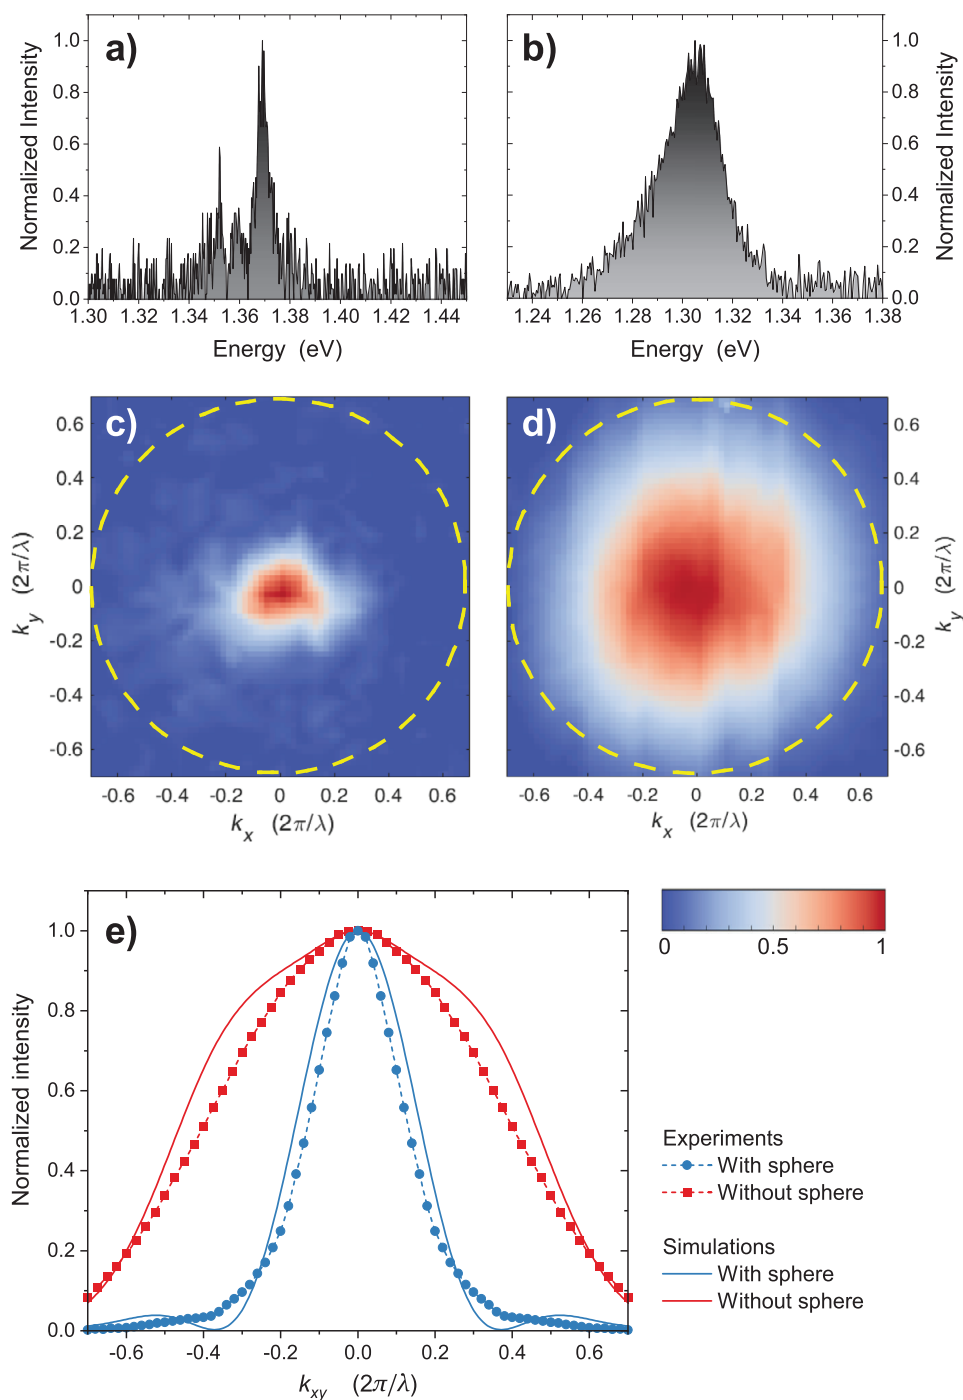 a)
Normalized Intensity
1.0
0.8
0.6
0.4
0.2
0.0
1.30 1.32 1.34 1.36 1.38 1.40 1.42 1.44
Energy (eV)
b)
1.0
0.8
0.6
0.4
0.2
0.0
Normalized Intensity
1.24 1.26 1.28 1.30 1.32 1.34 1.36 1.38
Energy (eV)
c)
k_y (2π/λ)
0.6
0.4
0.2
0
-0.2
-0.4
-0.6
-0.6 -0.4 -0.2 0 0.2 0.4 0.6
k_x (2π/λ)
d)
0.6
0.4
0.2
0
-0.2
-0.4
-0.6
k_y (2π/λ)
-0.6 -0.4 -0.2 0 0.2 0.4 0.6
k_x (2π/λ)
e)
Normalized intensity
1.0
0.8
0.6
0.4
0.2
0.0
-0.6 -0.4 -0.2 0.0 0.2 0.4 0.6
k_xy (2π/λ)
0 0.5 1
Experiments
With sphere
Without sphere
Simulations
With sphere
Without sphere